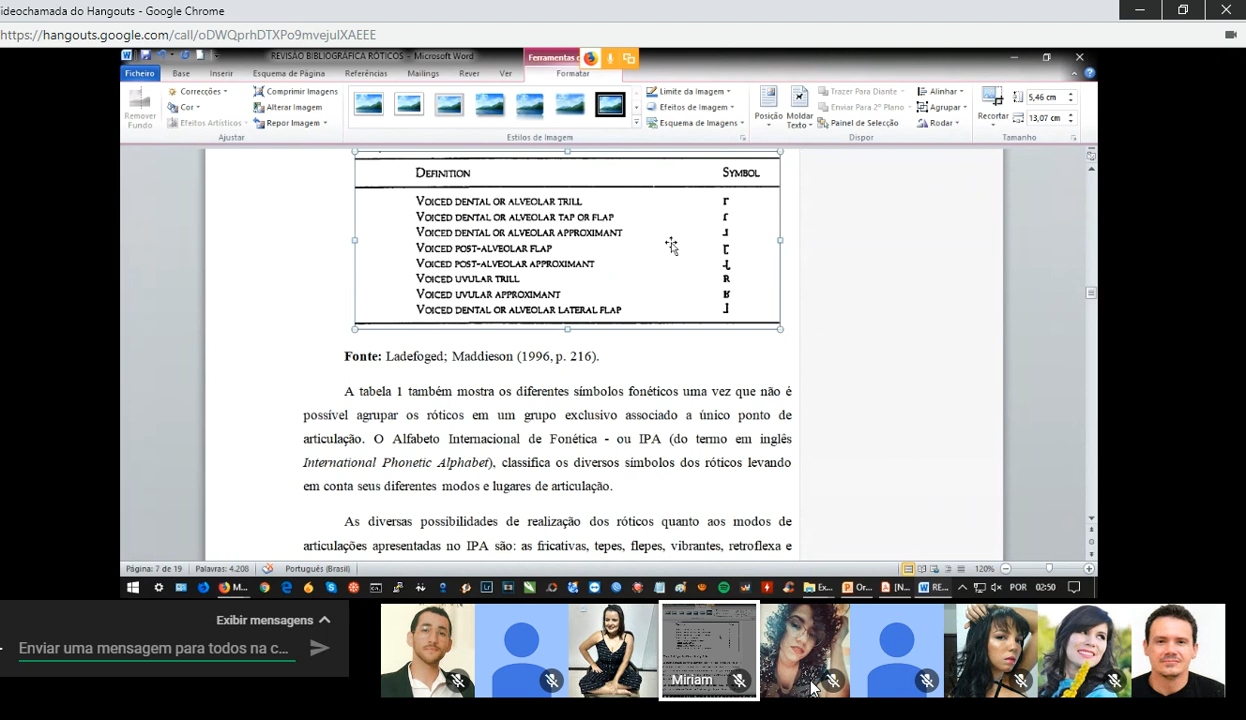 ideochamada do Hangouts - Google Chrome
https://hangouts.google.com/call/oDWQprhDTXPo9mvejulXAEEE
REVISÃO BIBLIOGRÁFICA RÓTICOS - Microsoft Word
Ferramentas
Ficheiro Base Inserir Esquema de Página Referências Mailings Rever Ver Formatar
Remover Fundo
Correcções
Cor
Efeitos Artísticos
Comprimir Imagens
Alterar Imagem
Repor Imagem
Limite da Imagem
Efeitos de Imagem
Esquema de Imagens
Posição
Moldar Texto
Trazer Para Diante
Enviar Para 2º Plano
Painel de Selecção
Alinhar
Agrupar
Rodar
Recortar
5,46 cm
13,07 cm
Ajustar Estilos de Imagem Dispor Tamanho
DEFINITION SYMBOL
VOICED DENTAL OR ALVEOLAR TRILL r
VOICED DENTAL OR ALVEOLAR TAP OR FLAP ɾ
VOICED DENTAL OR ALVEOLAR APPROXIMANT ɹ
VOICED POST-ALVEOLAR FLAP ɽ
VOICED POST-ALVEOLAR APPROXIMANT ɻ
VOICED UVULAR TRILL ʀ
VOICED UVULAR APPROXIMANT ʁ
VOICED DENTAL OR ALVEOLAR LATERAL FLAP ɺ
Fonte: Ladefoged; Maddieson (1996, p. 216).
A tabela 1 também mostra os diferentes símbolos fonéticos uma vez que não é
possível agrupar os róticos em um grupo exclusivo associado a único ponto de
articulação. O Alfabeto Internacional de Fonética - ou IPA (do termo em inglês
International Phonetic Alphabet), classifica os diversos símbolos dos róticos levando
em conta seus diferentes modos e lugares de articulação.
As diversas possibilidades de realização dos róticos quanto aos modos de
articulações apresentadas no IPA são: as fricativas, tepes, flepes, vibrantes, retroflexa e
Página: 7 de 19 Palavras: 4.208 Português (Brasil) 120%
M... Ex... Or... [N... RE... POR 02:50
Exibir mensagens
Enviar uma mensagem para todos na c...
Miriam